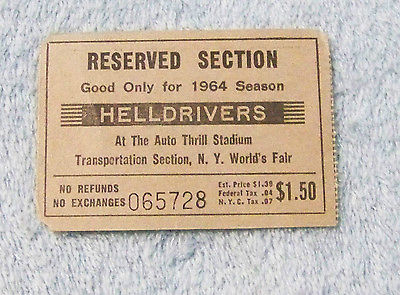 RESERVED SECTION
Good Only for 1964 Season
HELLDRIVERS
At The Auto Thrill Stadium
Transportation Section, N. Y. World's Fair
NO REFUNDS
NO EXCHANGES
065728
Est. Price $1.39
Federal Tax .04
N. Y. C. Tax .07
$1.50